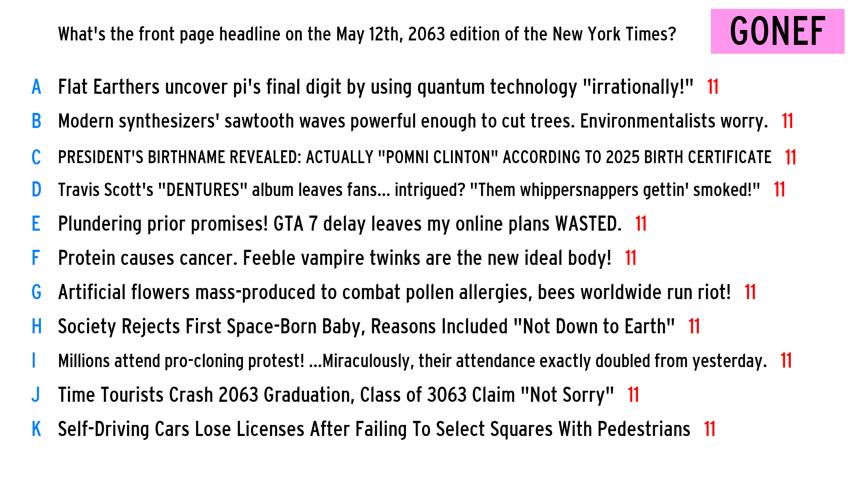 What's the front page headline on the May 12th, 2063 edition of the New York Times?
GONEF
A Flat Earthers uncover pi's final digit by using quantum technology "irrationally!" 11
B Modern synthesizers' sawtooth waves powerful enough to cut trees. Environmentalists worry. 11
C PRESIDENT'S BIRTHNAME REVEALED: ACTUALLY "POMNI CLINTON" ACCORDING TO 2025 BIRTH CERTIFICATE 11
D Travis Scott's "DENTURES" album leaves fans... intrigued? "Them whippersnappers gettin' smoked!" 11
E Plundering prior promises! GTA 7 delay leaves my online plans WASTED. 11
F Protein causes cancer. Feeble vampire twinks are the new ideal body! 11
G Artificial flowers mass-produced to combat pollen allergies, bees worldwide run riot! 11
H Society Rejects First Space-Born Baby, Reasons Included "Not Down to Earth" 11
I Millions attend pro-cloning protest! ...Miraculously, their attendance exactly doubled from yesterday. 11
J Time Tourists Crash 2063 Graduation, Class of 3063 Claim "Not Sorry" 11
K Self-Driving Cars Lose Licenses After Failing To Select Squares With Pedestrians 11